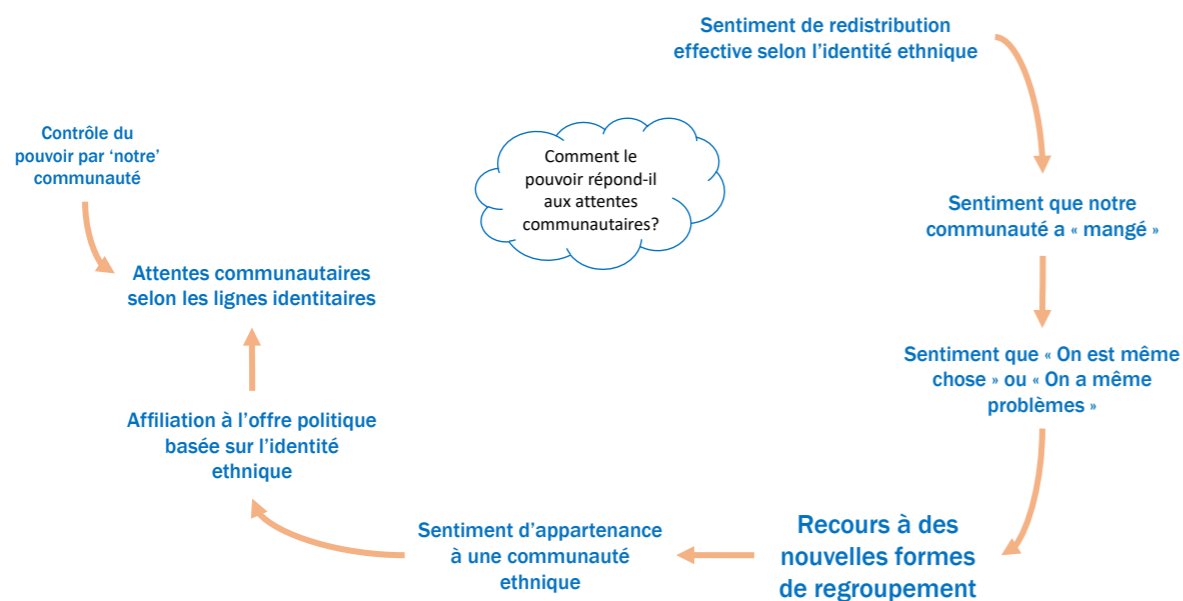 Sentiment de redistribution
effective selon l’identité ethnique
Contrôle du
pouvoir par ‘notre’
communauté
Comment le
pouvoir répond-il
aux attentes
communautaires?
Sentiment que notre
communauté a « mangé »
Attentes communautaires
selon les lignes identitaires
Sentiment que « On est même
chose » ou « On a même
problèmes »
Affiliation à l’offre politique
basée sur l’identité
ethnique
Recours à des
nouvelles formes
de regroupement
Sentiment d’appartenance
à une communauté
ethnique